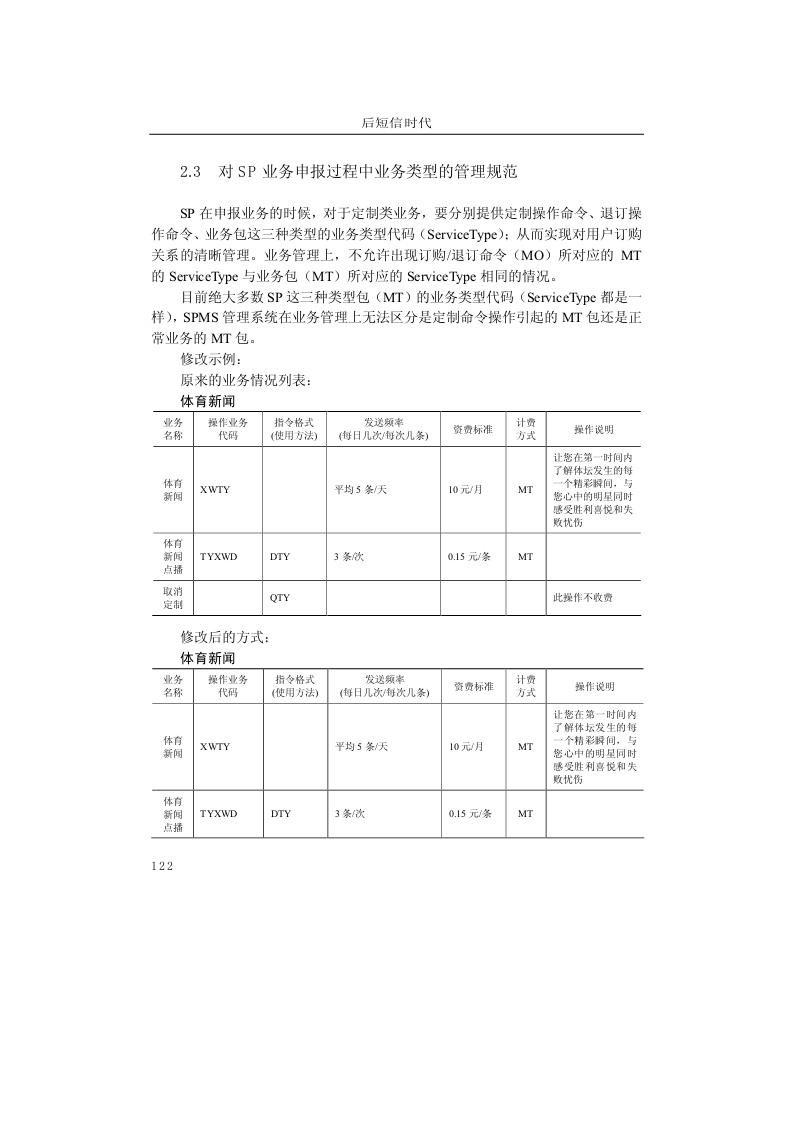 后短信时代
2.3 对 SP 业务申报过程中业务类型的管理规范
SP 在申报业务的时候，对于定制类业务，要分别提供定制操作命令、退订操
作命令、业务包这三种类型的业务类型代码（ServiceType）；从而实现对用户订购
关系的清晰管理。业务管理上，不允许出现订购/退订命令（MO）所对应的 MT
的 ServiceType 与业务包（MT）所对应的 ServiceType 相同的情况。
目前绝大多数 SP 这三种类型包（MT）的业务类型代码（ServiceType 都是一
样），SPMS 管理系统在业务管理上无法区分是定制命令操作引起的 MT 包还是正
常业务的 MT 包。
修改示例：
原来的业务情况列表：
体育新闻
业务 操作业务 指令格式 发送频率 资费标准 计费 操作说明
名称 代码 (使用方法) (每日几次/每次几条) 方式
让您在第一时间内
了解体坛发生的每
体育 XWTY 平均 5 条/天 10 元/月 MT 一个精彩瞬间，与
新闻 您心中的明星同时
感受胜利喜悦和失
败忧伤
体育
新闻 TYXWD DTY 3 条/次 0.15 元/条 MT
点播
取消 QTY 此操作不收费
定制
修改后的方式：
体育新闻
业务 操作业务 指令格式 发送频率 资费标准 计费 操作说明
名称 代码 (使用方法) (每日几次/每次几条) 方式
让您在第一时间内
了解体坛发生的每
体育 XWTY 平均 5 条/天 10 元/月 MT 一个精彩瞬间，与
新闻 您心中的明星同时
感受胜利喜悦和失
败忧伤
体育
新闻 TYXWD DTY 3 条/次 0.15 元/条 MT
点播
122